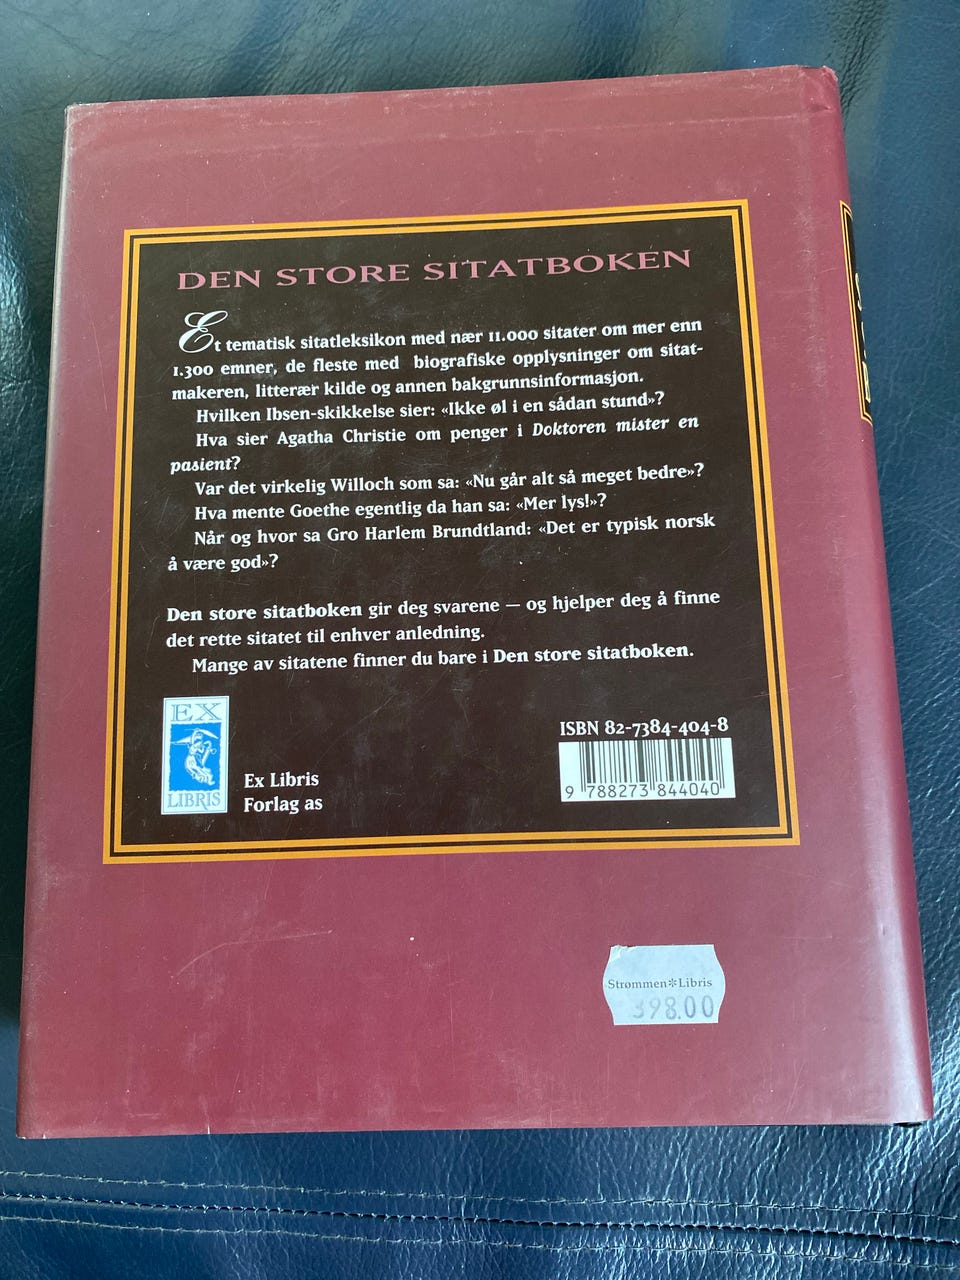 DEN STORE SITATBOKEN
Et tematisk sitatleksikon med nær 11.000 sitater om mer enn
1.300 emner, de fleste med biografiske opplysninger om sitat-
makeren, litterær kilde og annen bakgrunnsinformasjon.
Hvilken Ibsen-skikkelse sier: «Ikke øl i en sådan stund»?
Hva sier Agatha Christie om penger i Doktoren mister en
pasient?
Var det virkelig Willoch som sa: «Nu går alt så meget bedre»?
Hva mente Goethe egentlig da han sa: «Mer lys!»?
Når og hvor sa Gro Harlem Brundtland: «Det er typisk norsk
å være god»?
Den store sitatboken gir deg svarene — og hjelper deg å finne
det rette sitatet til enhver anledning.
Mange av sitatene finner du bare i Den store sitatboken.
EX
LIBRIS
Ex Libris
Forlag as
ISBN 82-7384-404-8
9 788273 844040
Strømmen*Libris
398.00